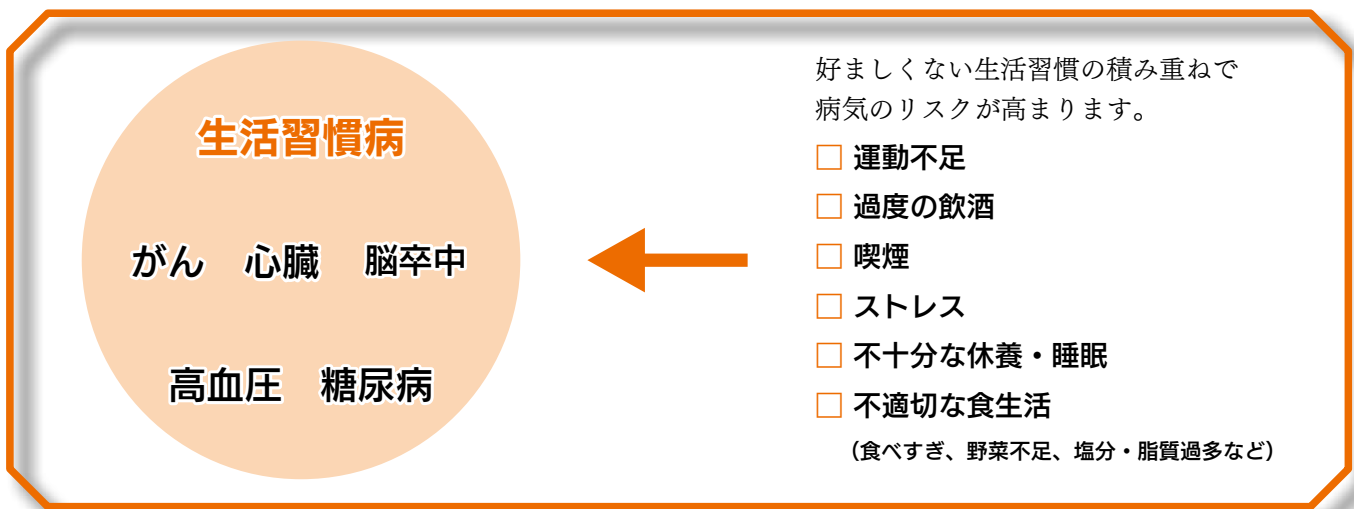 生活習慣病
がん 心臓 脳卒中
高血圧 糖尿病
好ましくない生活習慣の積み重ねで
病気のリスクが高まります。
□ 運動不足
□ 過度の飲酒
□ 喫煙
□ ストレス
□ 不十分な休養・睡眠
□ 不適切な食生活
（食べすぎ、野菜不足、塩分・脂質過多など）